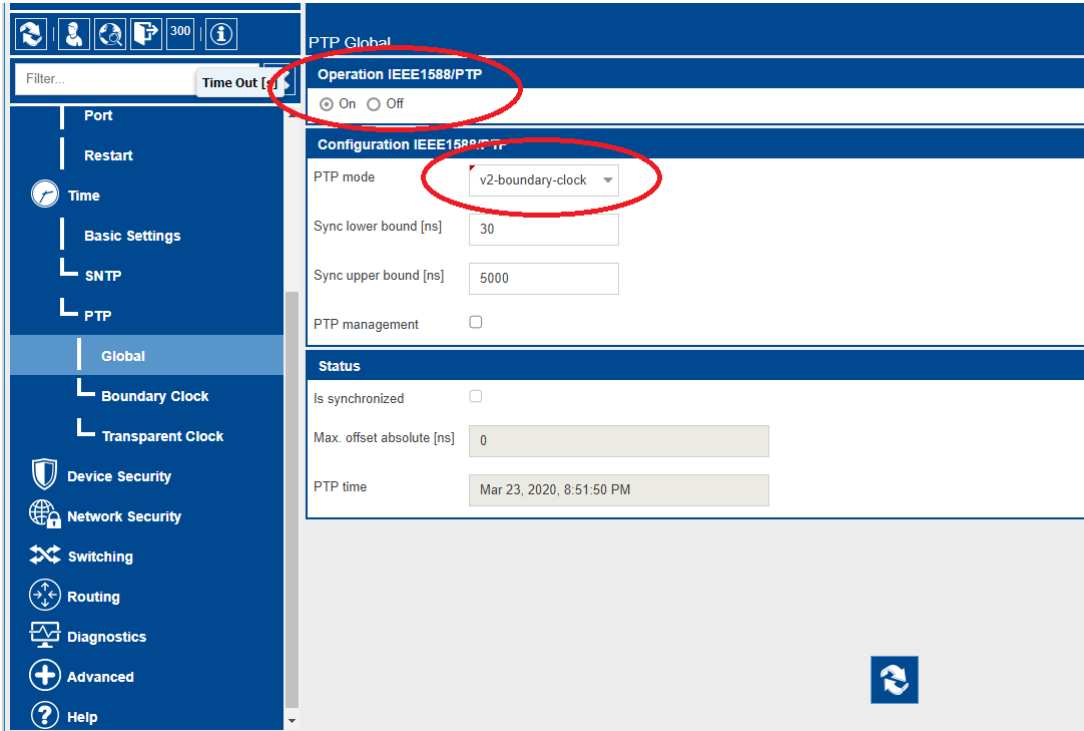 300
Filter...
Time Out [s]
Port
Restart
Time
Basic Settings
SNTP
PTP
Global
Boundary Clock
Transparent Clock
Device Security
Network Security
Switching
Routing
Diagnostics
Advanced
Help
PTP Global
Operation IEEE1588/PTP
On Off
Configuration IEEE1588/PTP
PTP mode v2-boundary-clock
Sync lower bound [ns] 30
Sync upper bound [ns] 5000
PTP management
Status
Is synchronized
Max. offset absolute [ns] 0
PTP time Mar 23, 2020, 8:51:50 PM